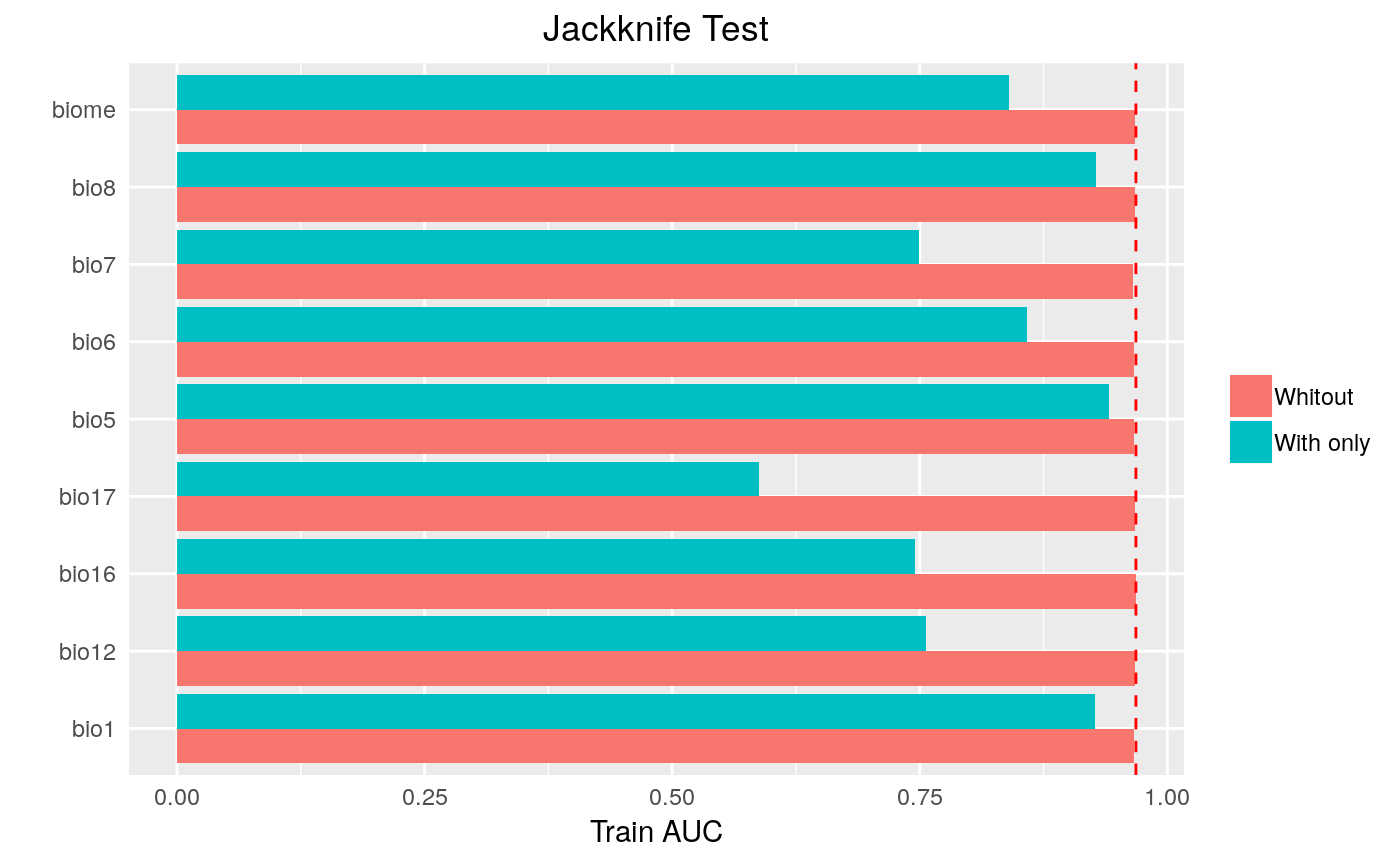 Jackknife Test
biome
bio8
bio7
bio6
bio5
bio17
bio16
bio12
bio1
0.00 0.25 0.50 0.75 1.00
Train AUC
Whitout
With only